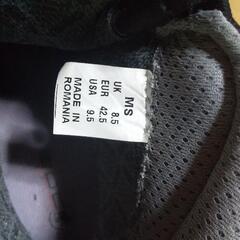 MS
UK 8.5
EUR 42,5
USA 9.5
MADE IN
ROMANIA